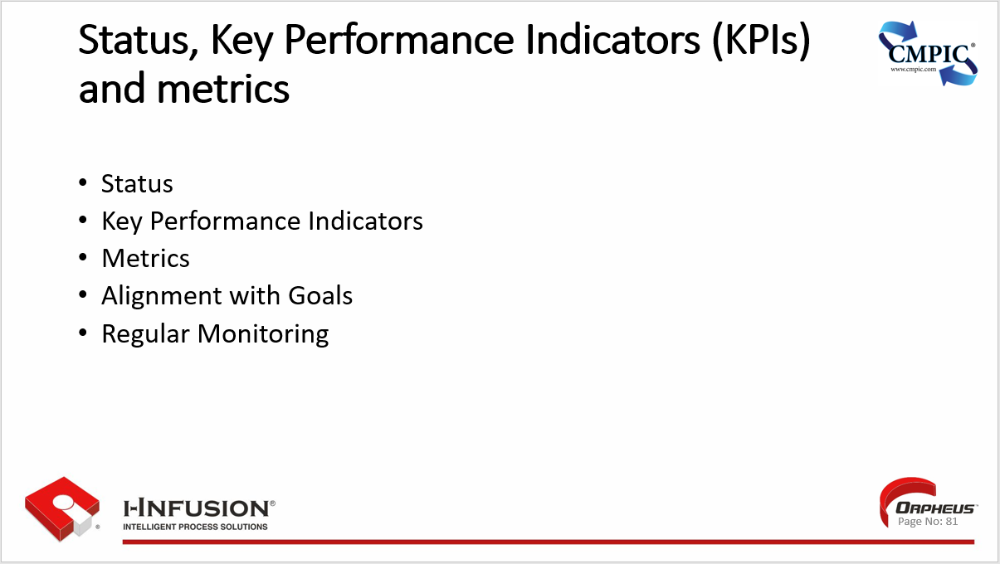 Status, Key Performance Indicators (KPIs)
and metrics
CMPIC®
www.cmpic.com
• Status
• Key Performance Indicators
• Metrics
• Alignment with Goals
• Regular Monitoring
®
I-INFUSION®
INTELLIGENT PROCESS SOLUTIONS
ORPHEUS™
Page No: 81